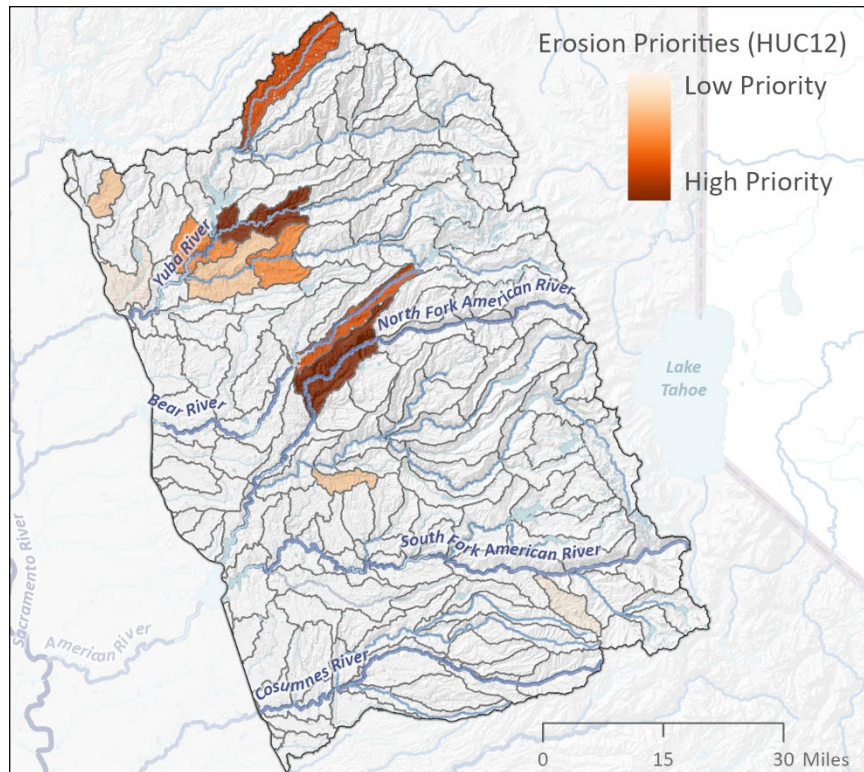 Erosion Priorities (HUC12)
Low Priority
High Priority
Yuba River
North Fork American River
Bear River
Lake
Tahoe
South Fork American River
Sacramento River
American River
Cosumnes River
0 15 30 Miles